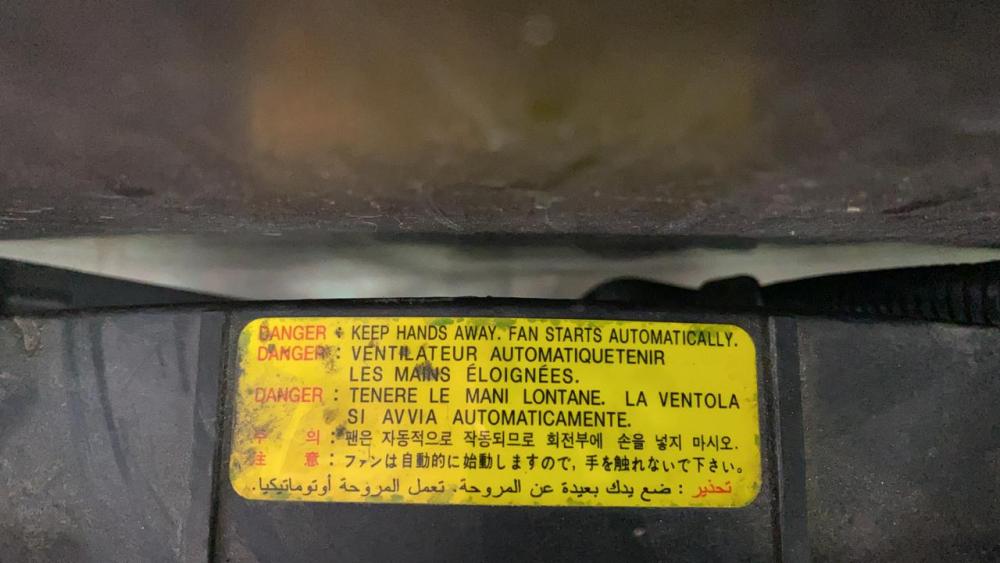 DANGER : KEEP HANDS AWAY. FAN STARTS AUTOMATICALLY.
DANGER : VENTILATEUR AUTOMATIQUETENIR
LES MAINS ÉLOIGNÉES.
DANGER : TENERE LE MANI LONTANE. LA VENTOLA
SI AVVIA AUTOMATICAMENTE.
주 의 : 팬은 자동적으로 작동되므로 회전부에 손을 넣지 마시오.
注 意 : ファンは自動的に始動しますので, 手を触れないで下さい。
تحذير : ضع يدك بعيدة عن المروحة. تعمل المروحة أوتوماتيكيا.